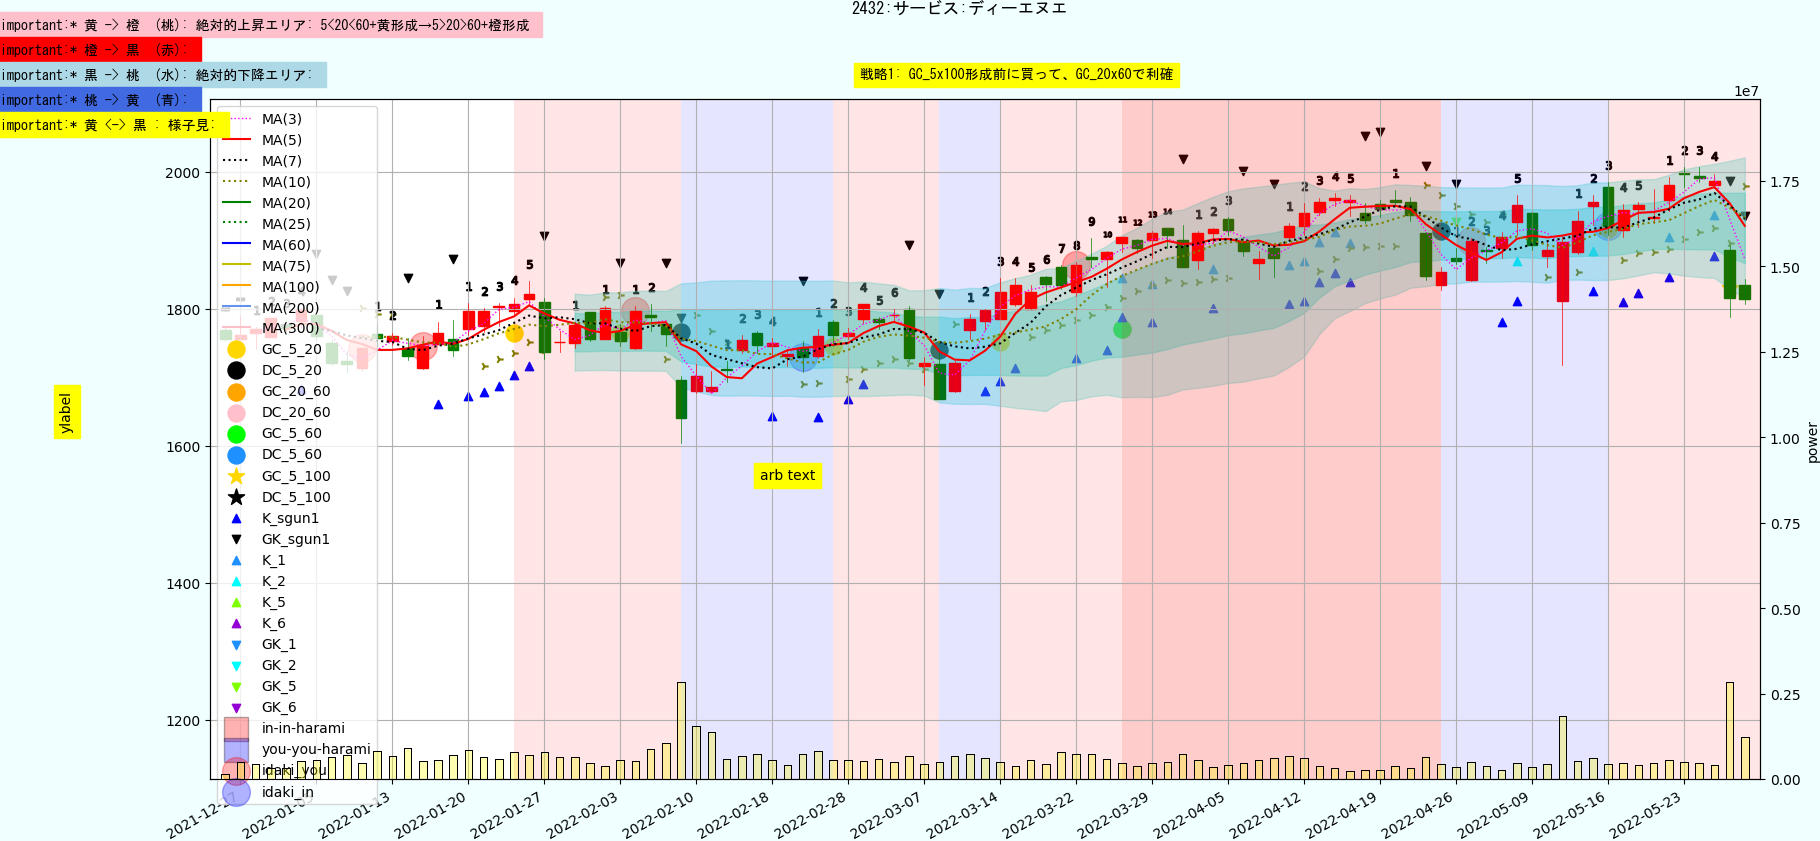 2432:サービス:ディーエヌエ
important:* 黄 -> 橙 (桃): 絶対的上昇エリア: 5<20<60+黄形成→5>20>60+橙形成
important:* 橙 -> 黒 (赤):
important:* 黒 -> 桃 (水): 絶対的下降エリア:
戦略1: GC_5x100形成前に買って、GC_20x60で利確
important:* 桃 -> 黄 (青):
important:* 黄 <-> 黒 : 様子見:
1e7
MA(3)
MA(5)
MA(7)
MA(10)
MA(20)
MA(25)
MA(60)
MA(75)
MA(100)
MA(200)
MA(300)
GC_5_20
DC_5_20
GC_20_60
DC_20_60
GC_5_60
DC_5_60
GC_5_100
DC_5_100
K_sgun1
GK_sgun1
K_1
K_2
K_5
K_6
GK_1
GK_2
GK_5
GK_6
in-in-harami
you-you-harami
idaki_you
idaki_in
2000
1800
1600
1400
1200
ylabel
arb text
1.75
1.50
1.25
1.00
0.75
0.50
0.25
0.00
power
2022-01-13
2022-01-20
2022-01-27
2022-02-03
2022-02-10
2022-02-18
2022-02-28
2022-03-07
2022-03-14
2022-03-22
2022-03-29
2022-04-05
2022-04-12
2022-04-19
2022-04-26
2022-05-09
2022-05-16
2022-05-23